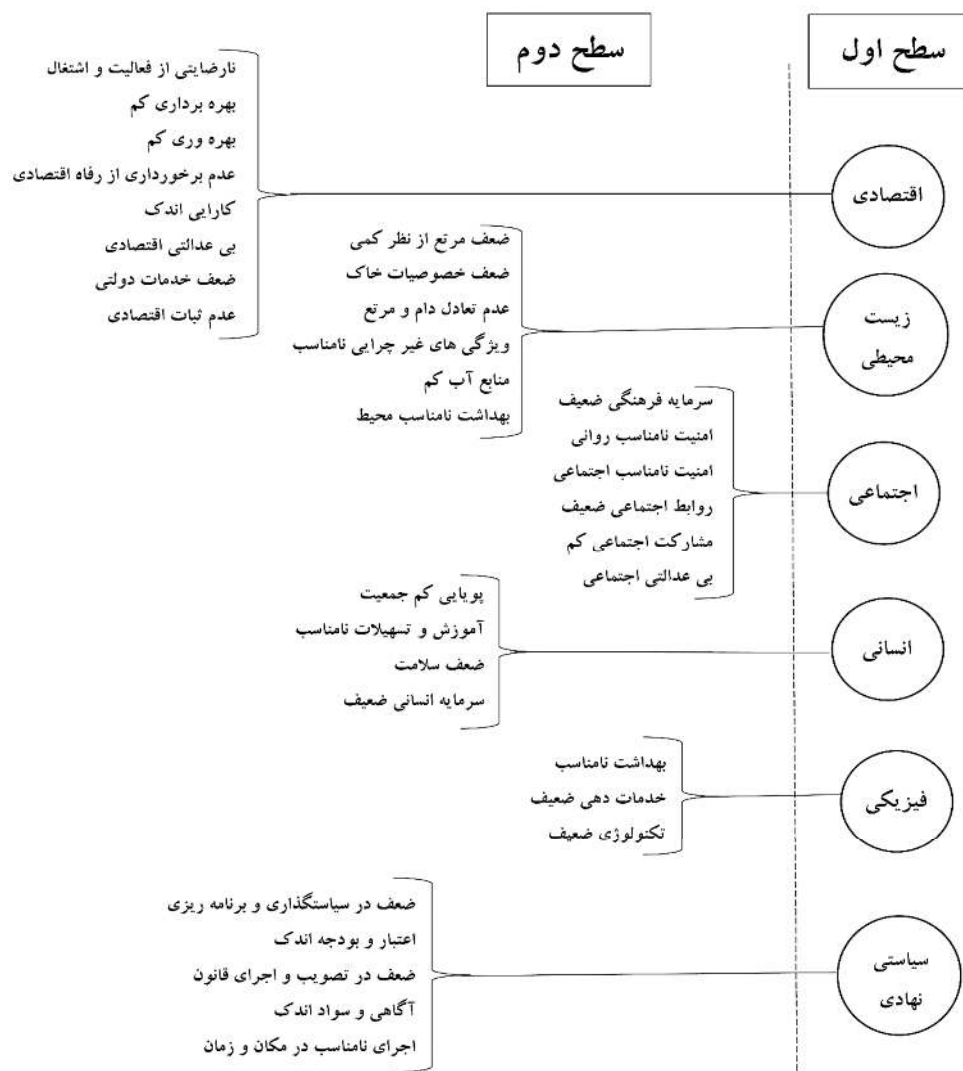 سطح اول
سطح دوم
اقتصادی
نارضایتی از فعالیت و اشتغال
بهره برداری کم
بهره وری کم
عدم برخورداری از رفاه اقتصادی
کارایی اندک
بی عدالتی اقتصادی
ضعف خدمات دولتی
عدم ثبات اقتصادی
زیست
محیطی
ضعف مرتع از نظر کمی
ضعف خصوصیات خاک
عدم تعادل دام و مرتع
ویژگی های غیر چرایی نامناسب
منابع آب کم
بهداشت نامناسب محیط
اجتماعی
سرمایه فرهنگی ضعیف
امنیت نامناسب روانی
امنیت نامناسب اجتماعی
روابط اجتماعی ضعیف
مشارکت اجتماعی کم
بی عدالتی اجتماعی
انسانی
پویایی کم جمعیت
آموزش و تسهیلات نامناسب
ضعف سلامت
سرمایه انسانی ضعیف
فیزیکی
بهداشت نامناسب
خدمات دهی ضعیف
تکنولوژی ضعیف
سیاستی
نهادی
ضعف در سیاستگذاری و برنامه ریزی
اعتبار و بودجه اندک
ضعف در تصویب و اجرای قانون
آگاهی و سواد اندک
اجرای نامناسب در مکان و زمان